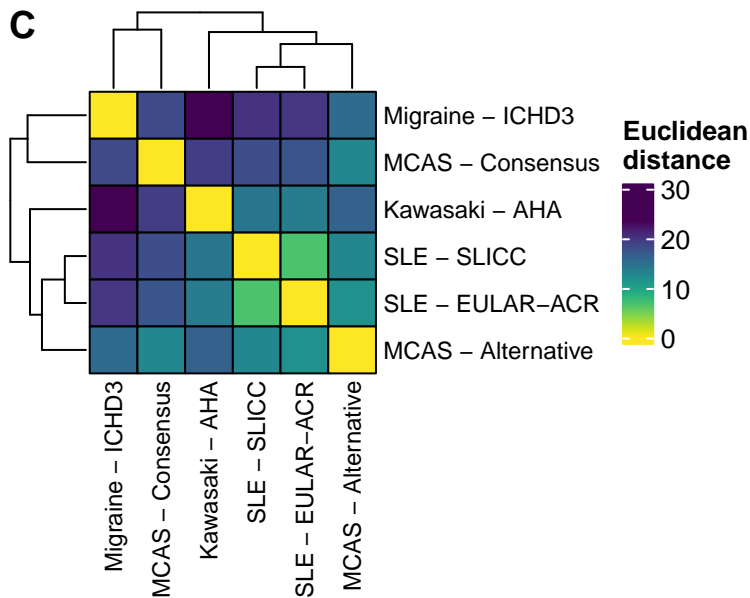 C
Migraine – ICHD3
MCAS – Consensus
Kawasaki – AHA
SLE – SLICC
SLE – EULAR–ACR
MCAS – Alternative
Euclidean
distance
30
20
10
0
Migraine – ICHD3
MCAS – Consensus
Kawasaki – AHA
SLE – SLICC
SLE – EULAR–ACR
MCAS – Alternative